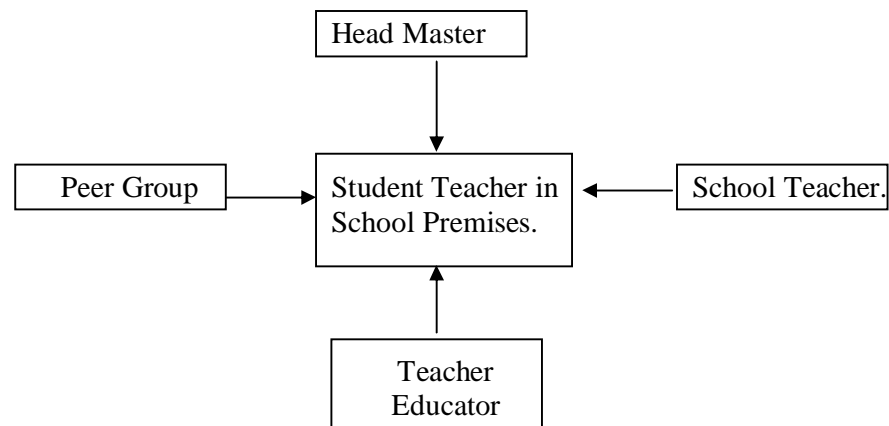 Head Master
Peer Group
Student Teacher in
School Premises.
School Teacher.
Teacher
Educator